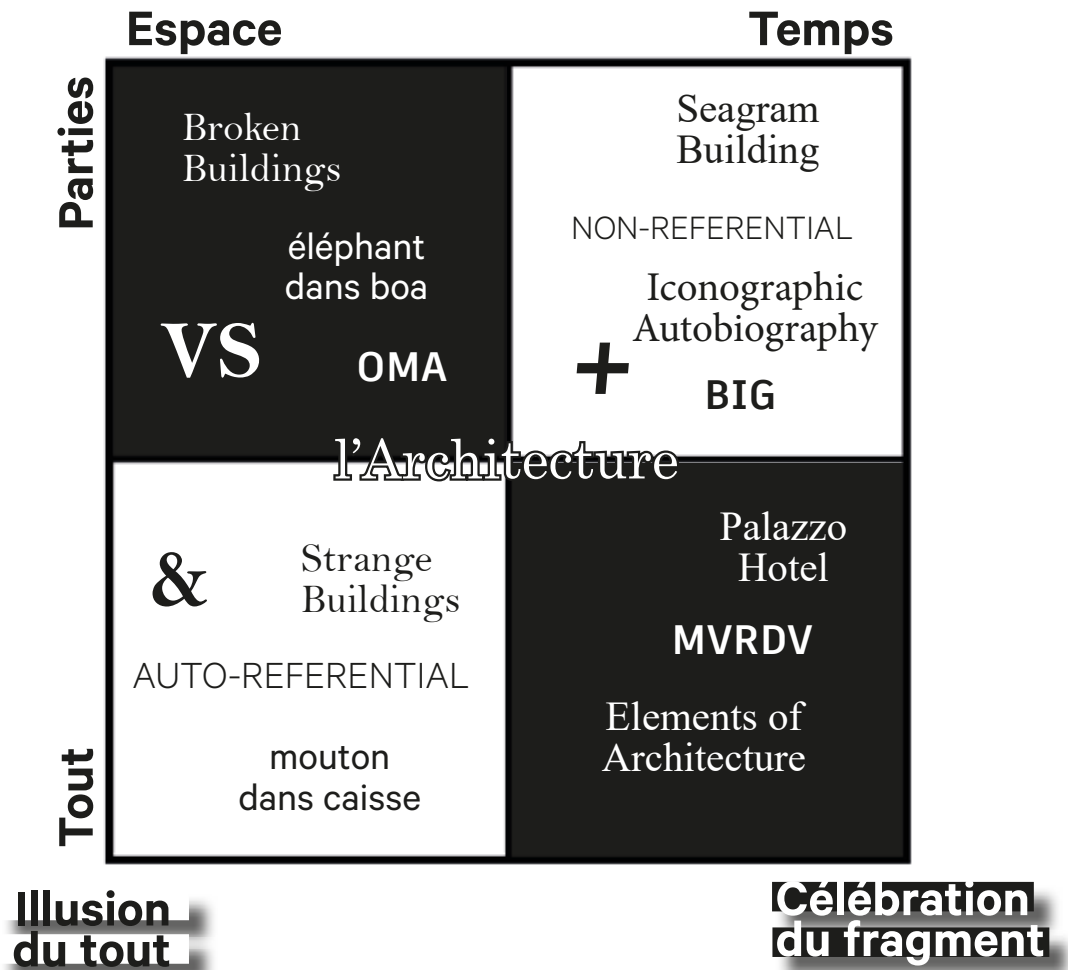 Espace
Temps
Parties
Broken
Buildings
éléphant
dans boa
VS
OMA
Seagram
Building
NON-REFERENTIAL
Iconographic
Autobiography
+
BIG
l'Architecture
&
Strange
Buildings
AUTO-REFERENTIAL
mouton
dans caisse
Tout
Palazzo
Hotel
MVRDV
Elements of
Architecture
Illusion
du tout
Célébration
du fragment